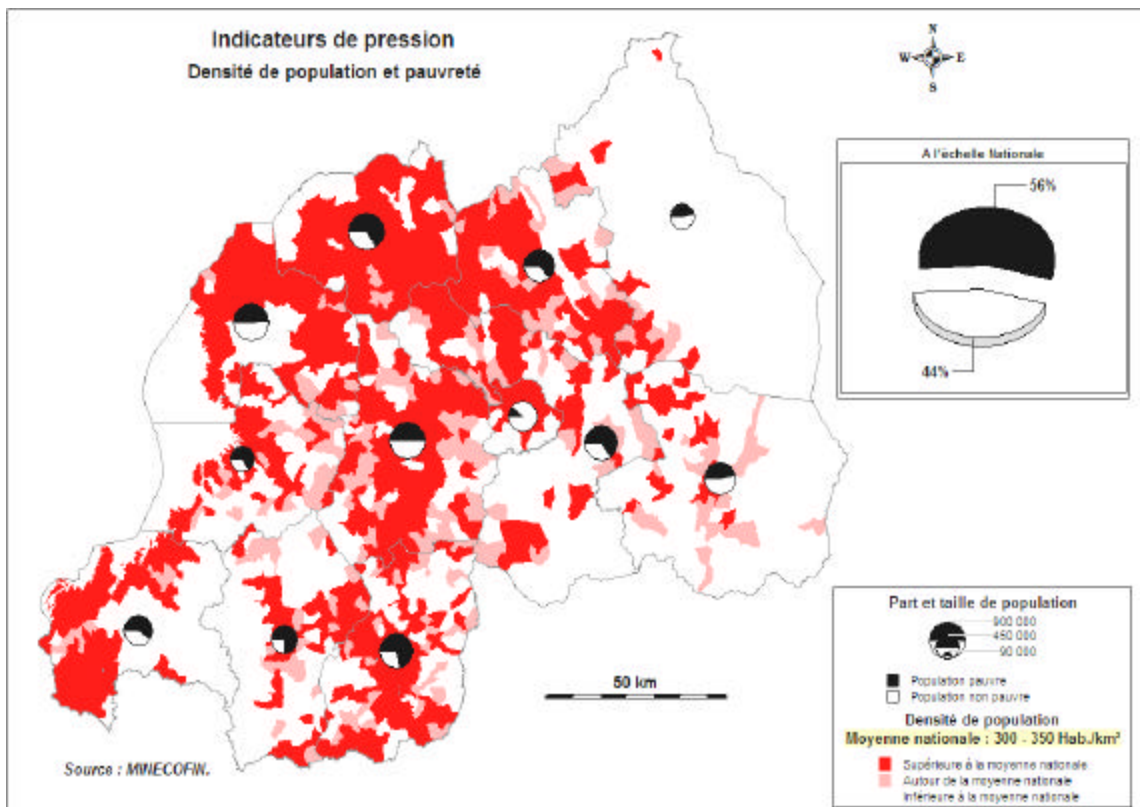 Indicateurs de pression
Densité de population et pauvreté
N
W E
S
A l'échelle Nationale
56%
44%
50 km
Source : MINECOFIN.
Part et taille de population
900 000
450 000
90 000
Population pauvre
Population non pauvre
Densité de population
Moyenne nationale : 300 - 350 Hab./km²
Supérieure à la moyenne nationale
Autour de la moyenne nationale
Inférieure à la moyenne nationale